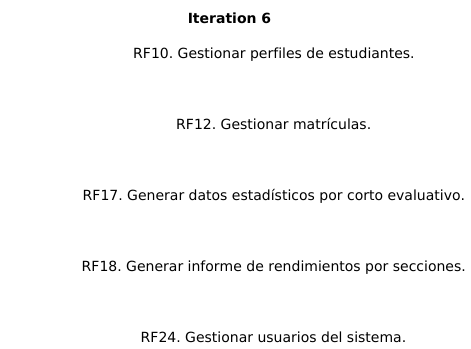 Iteration 6
RF10. Gestionar perfiles de estudiantes.
RF12. Gestionar matrículas.
RF17. Generar datos estadísticos por corto evaluativo.
RF18. Generar informe de rendimientos por secciones.
RF24. Gestionar usuarios del sistema.